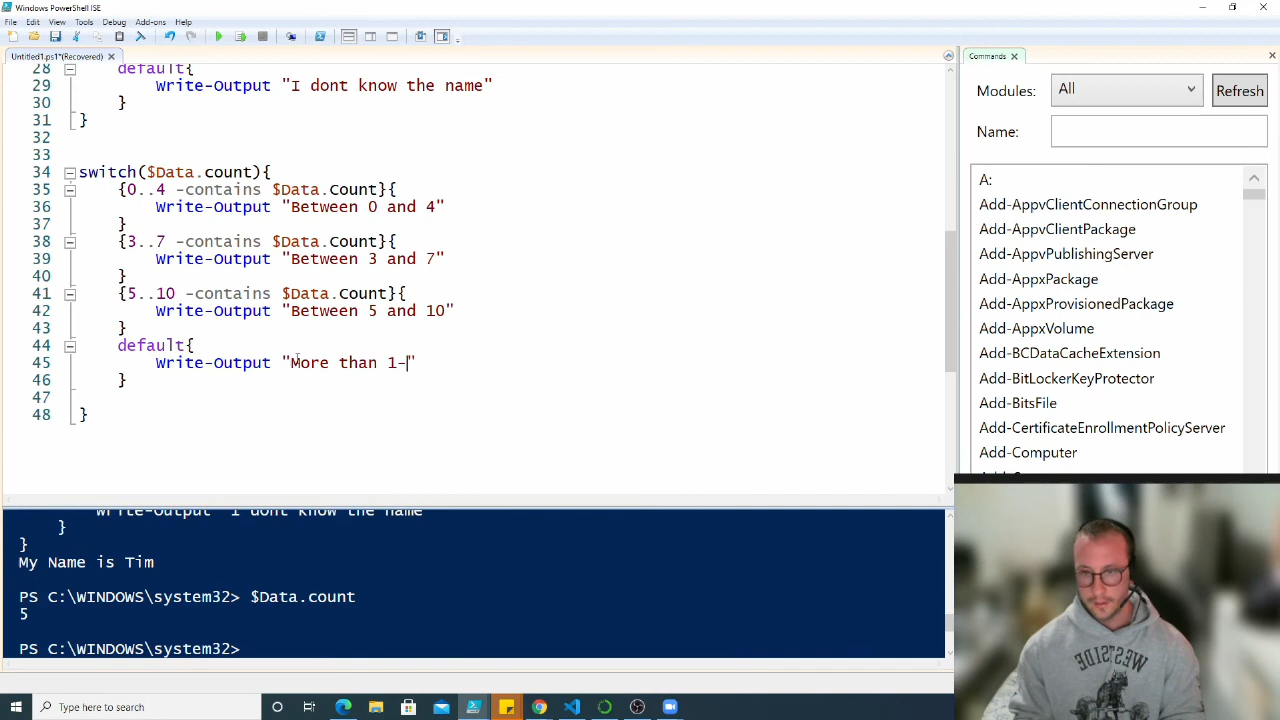 Windows PowerShell ISE
File Edit View Tools Debug Add-ons Help
Untitled1.ps1*(Recovered)
28 default{
29 Write-Output "I dont know the name"
30 }
31 }
32
33
34 switch($Data.count){
35 {0..4 -contains $Data.Count}{
36 Write-Output "Between 0 and 4"
37 }
38 {3..7 -contains $Data.Count}{
39 Write-Output "Between 3 and 7"
40 }
41 {5..10 -contains $Data.Count}{
42 Write-Output "Between 5 and 10"
43 }
44 default{
45 Write-Output "More than 1-"
46 }
47
48 }
Write-Output "I dont know the name
}
}
My Name is Tim
PS C:\WINDOWS\system32> $Data.count
5
PS C:\WINDOWS\system32>
Commands
Modules: All Refresh
Name:
A:
Add-AppvClientConnectionGroup
Add-AppvClientPackage
Add-AppvPublishingServer
Add-AppxPackage
Add-AppxProvisionedPackage
Add-AppxVolume
Add-BCDataCacheExtension
Add-BitLockerKeyProtector
Add-BitsFile
Add-CertificateEnrollmentPolicyServer
Add-Computer
WESTSIDE
Type here to search